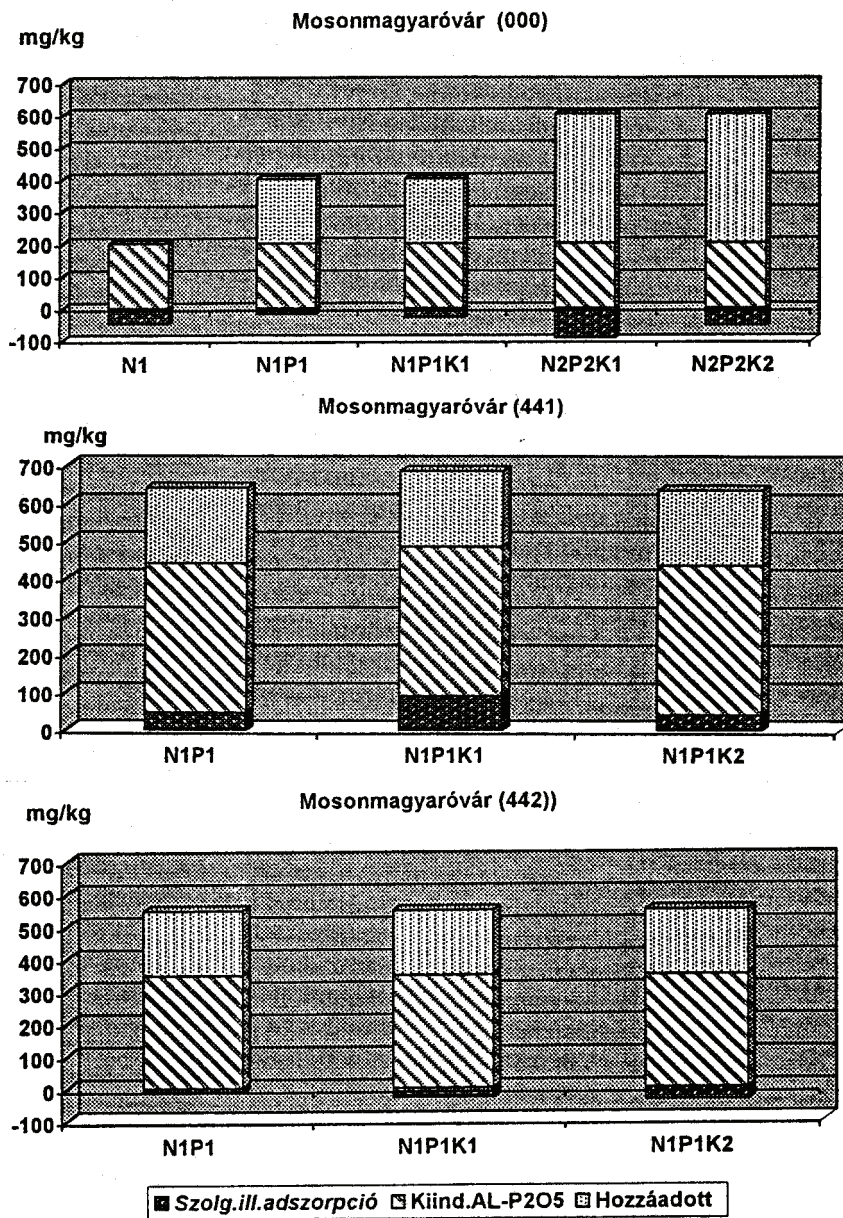 Mosonmagyaróvár (000)
mg/kg
700
600
500
400
300
200
100
0
-100
N1 N1P1 N1P1K1 N2P2K1 N2P2K2
Mosonmagyaróvár (441)
mg/kg
700
600
500
400
300
200
100
0
N1P1 N1P1K1 N1P1K2
Mosonmagyaróvár (442))
mg/kg
700
600
500
400
300
200
100
0
-100
N1P1 N1P1K1 N1P1K2
Szolg.ill.adszorpció Kiind.AL-P2O5 Hozzáadott